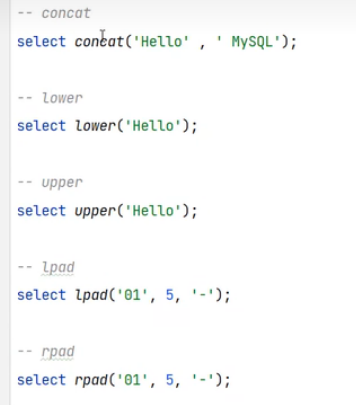 -- concat
select concat('Hello' , ' MySQL');
-- lower
select lower('Hello');
-- upper
select upper('Hello');
-- lpad
select lpad('01', 5, '-');
-- rpad
select rpad('01', 5, '-');